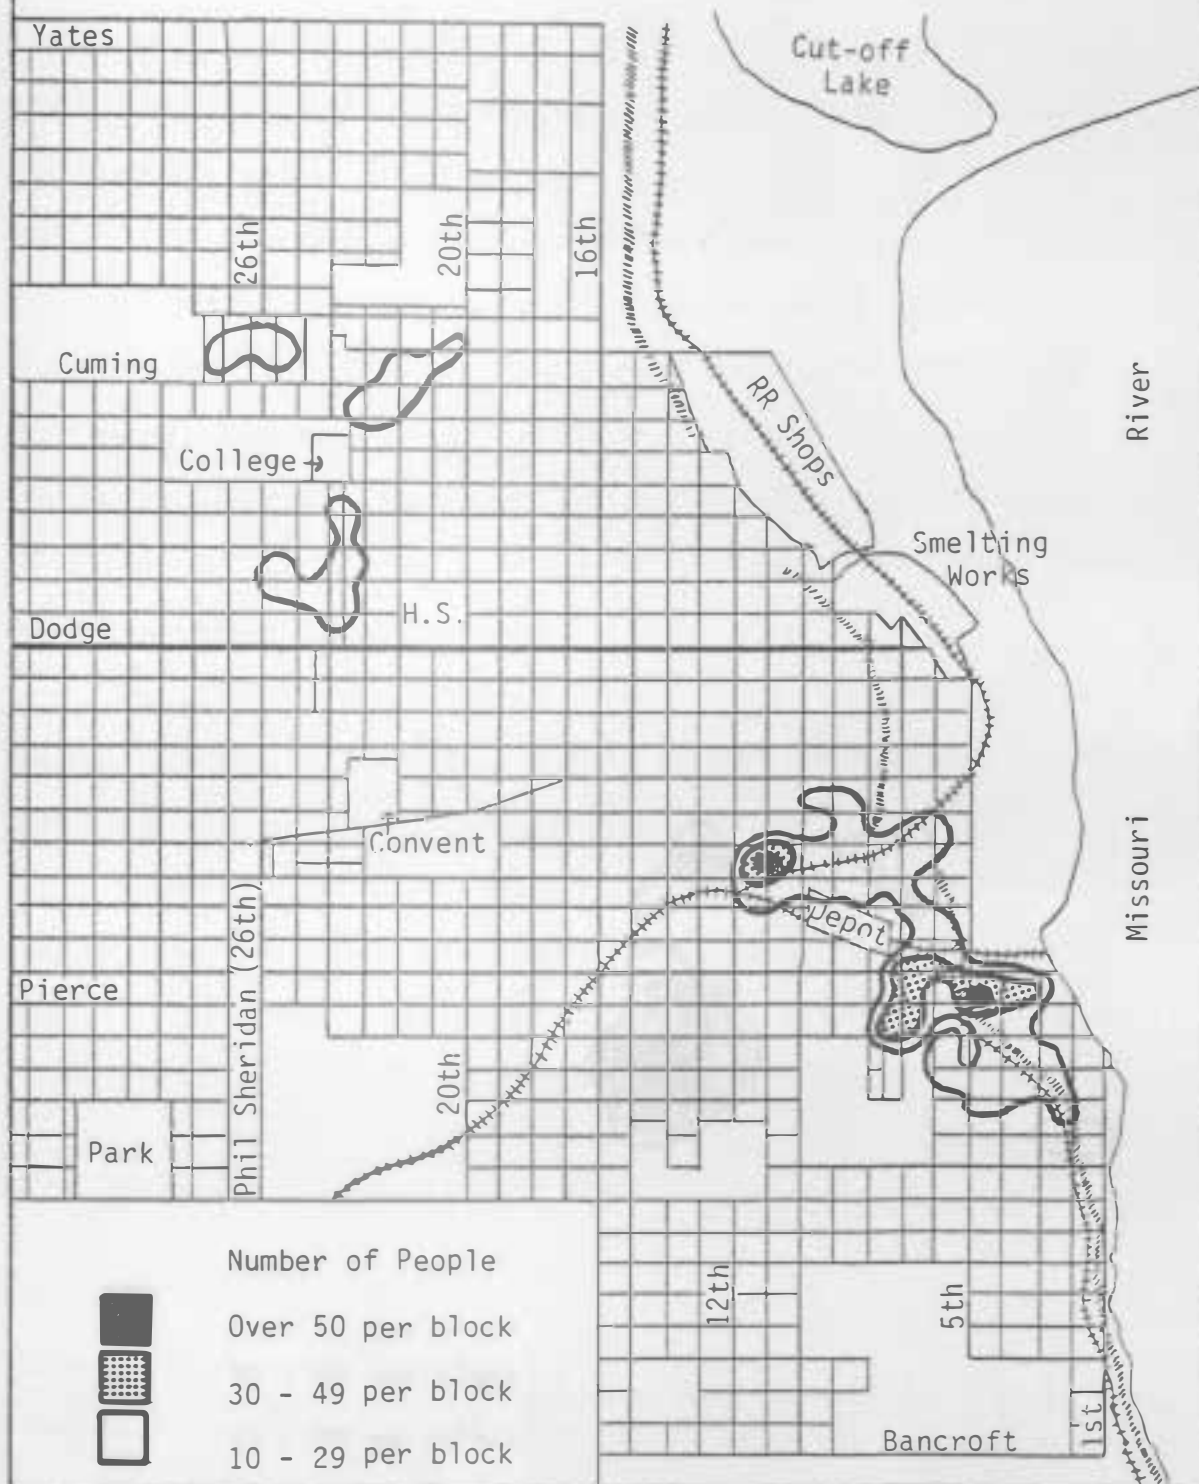 Yates
Cut-off
Lake
26th
20th
16th
Cuming
River
RR Shops
College
Smelting
Works
H.S.
Dodge
Convent
Missouri
Depot
Phil Sheridan (26th)
Pierce
20th
Park
Number of People
Over 50 per block
30 - 49 per block
10 - 29 per block
12th
5th
1st
Bancroft